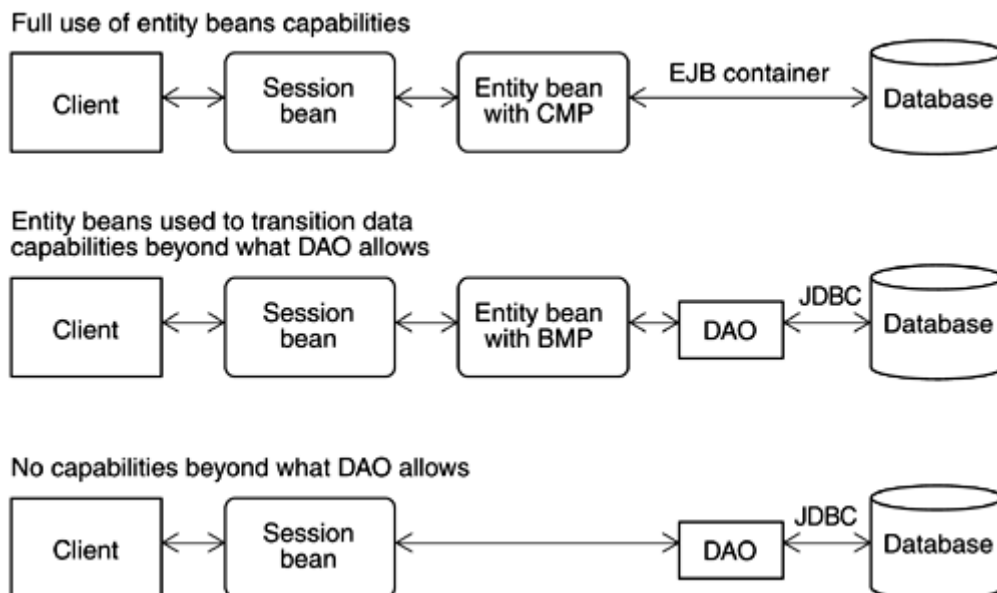 Full use of entity beans capabilities
Client
Session
bean
Entity bean
with CMP
EJB container
Database
Entity beans used to transition data
capabilities beyond what DAO allows
Client
Session
bean
Entity bean
with BMP
DAO
JDBC
Database
No capabilities beyond what DAO allows
Client
Session
bean
DAO
JDBC
Database